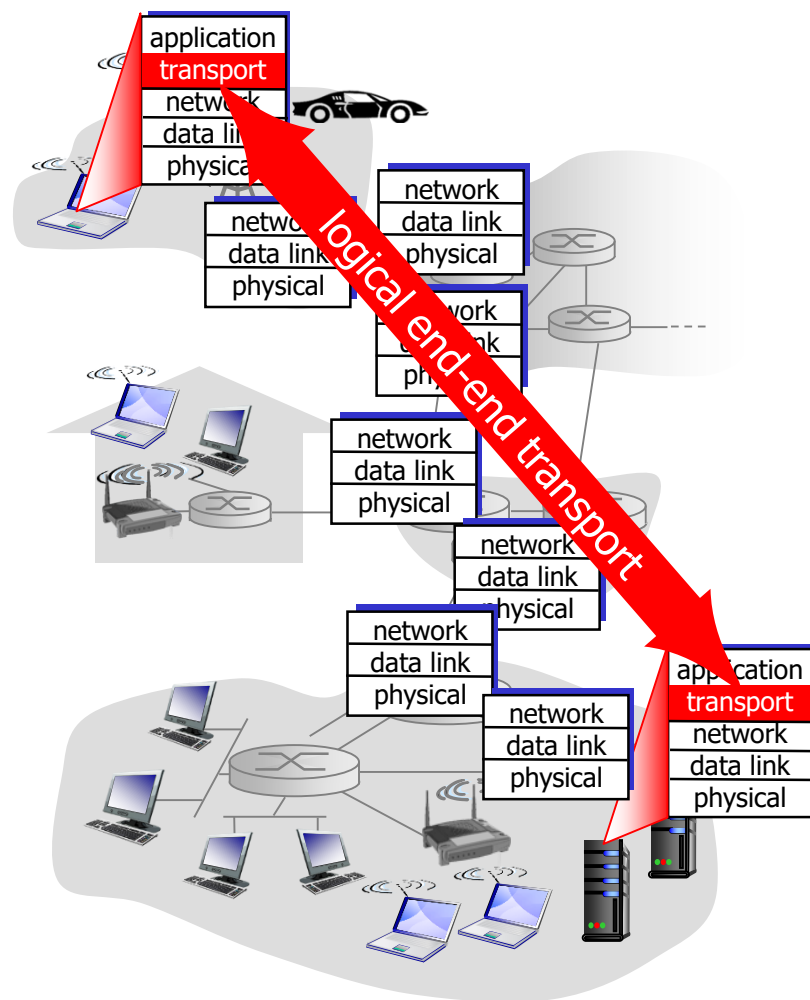 application
transport
network
data link
physical
network
data link
physical
network
data link
physical
network
physical
logical end-end transport
network
data link
physical
network
data link
physical
network
data link
physical
network
data link
physical
application
transport
network
data link
physical